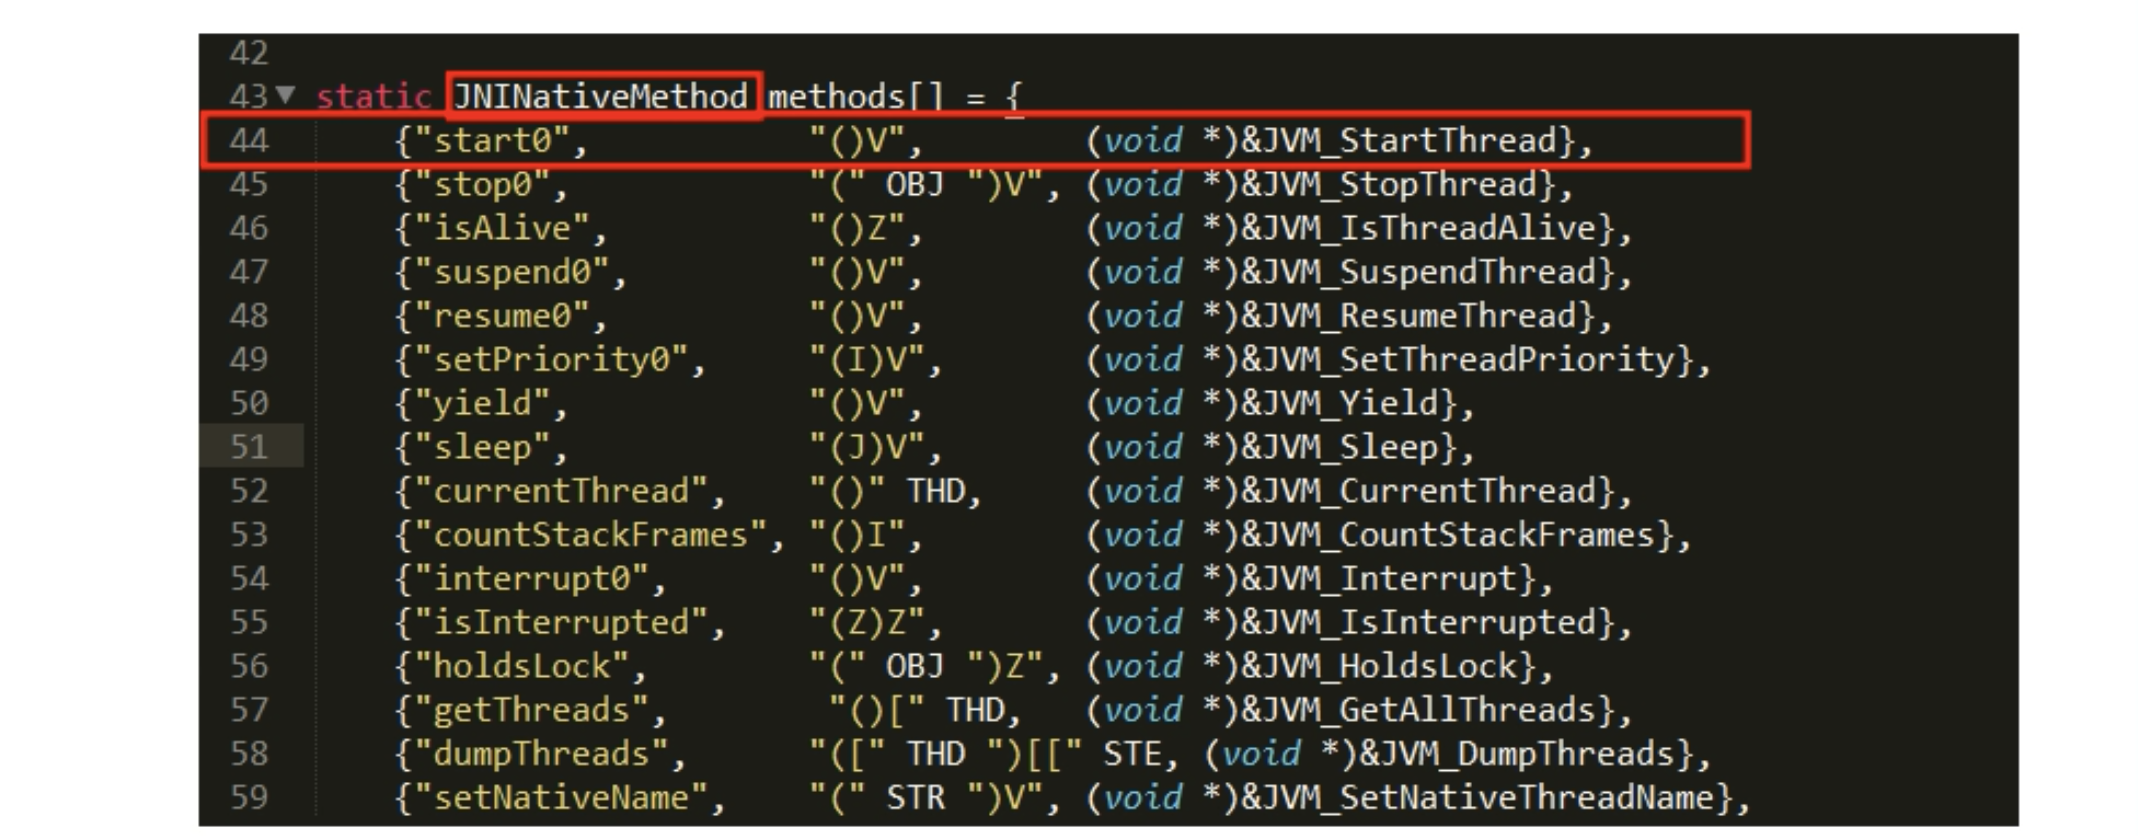 42
43 static JNINativeMethod methods[] = {
44 {"start0", "()V", (void *)&JVM_StartThread},
45 {"stop0", "(" OBJ ")V", (void *)&JVM_StopThread},
46 {"isAlive", "()Z", (void *)&JVM_IsThreadAlive},
47 {"suspend0", "()V", (void *)&JVM_SuspendThread},
48 {"resume0", "()V", (void *)&JVM_ResumeThread},
49 {"setPriority0", "(I)V", (void *)&JVM_SetThreadPriority},
50 {"yield", "()V", (void *)&JVM_Yield},
51 {"sleep", "(J)V", (void *)&JVM_Sleep},
52 {"currentThread", "()" THD, (void *)&JVM_CurrentThread},
53 {"countStackFrames", "()I", (void *)&JVM_CountStackFrames},
54 {"interrupt0", "()V", (void *)&JVM_Interrupt},
55 {"isInterrupted", "(Z)Z", (void *)&JVM_IsInterrupted},
56 {"holdsLock", "(" OBJ ")Z", (void *)&JVM_HoldsLock},
57 {"getThreads", "()[" THD, (void *)&JVM_GetAllThreads},
58 {"dumpThreads", "([" THD ")[[" STE, (void *)&JVM_DumpThreads},
59 {"setNativeName", "(" STR ")V", (void *)&JVM_SetNativeThreadName},